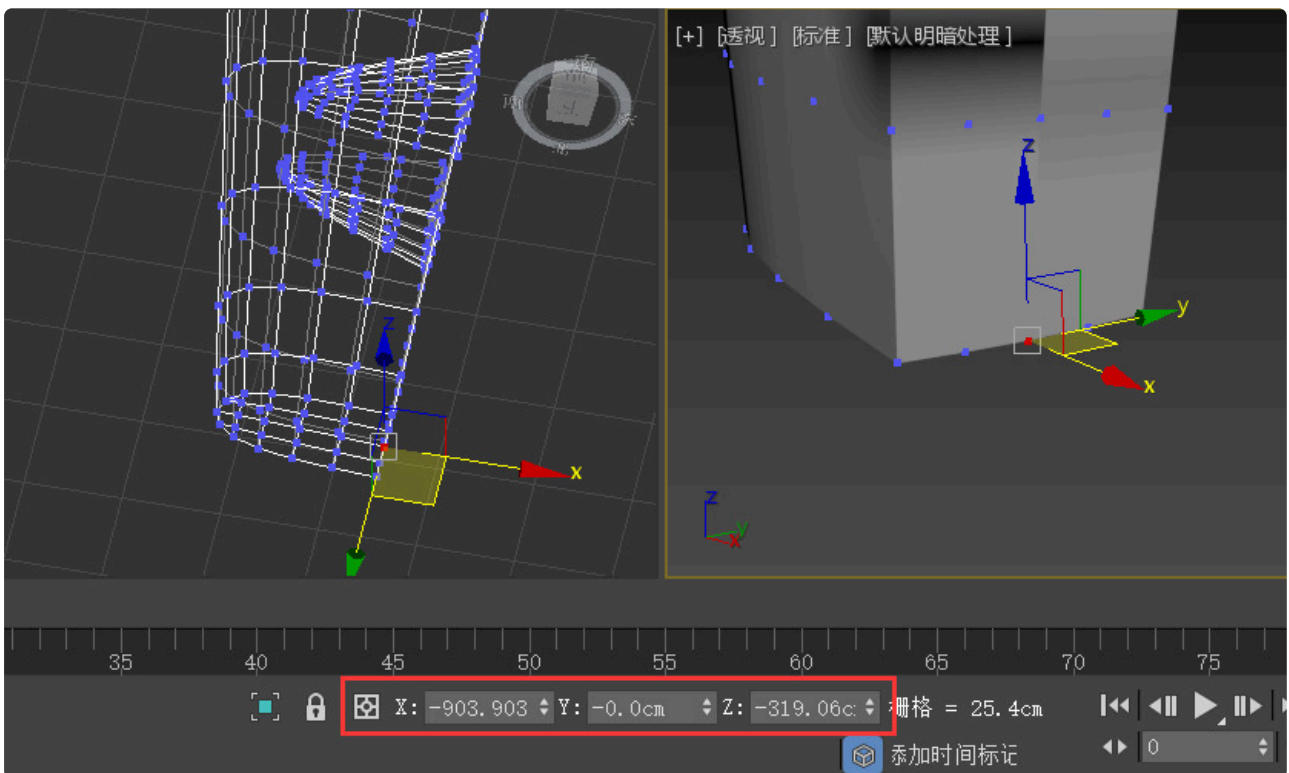 [+] [透视] [标准] [默认明暗处理]
z
x
z
y
x
z
y
x
35 40 45 50 55 60 65 70 75
X: -903.903 Y: -0.0cm Z: -319.06c 栅格 = 25.4cm
添加时间标记 0